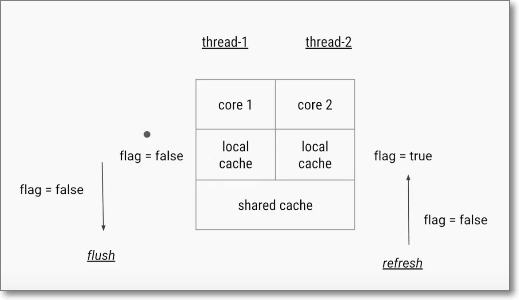 thread-1 thread-2
core 1 core 2
local
cache
local
cache
flag = false
flag = true
flag = false
shared cache
flag = false
flush
refresh